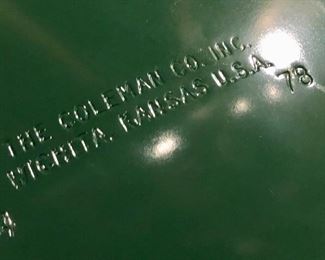 THE COLEMAN CO. INC.
WICHITA, KANSAS U.S.A. 78